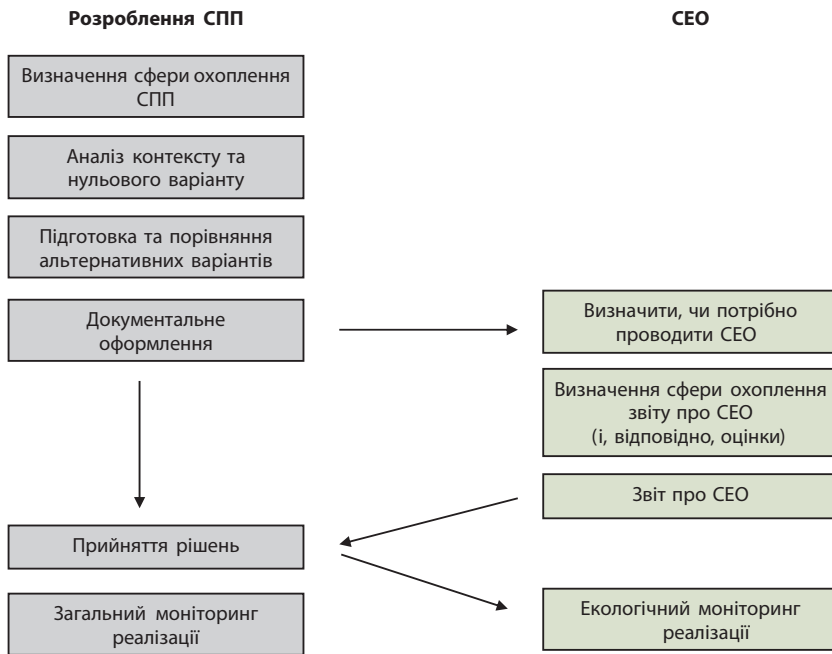 Розроблення СПП
СЕО
Визначення сфери охоплення
СПП
Аналіз контексту та
нульового варіанту
Підготовка та порівняння
альтернативних варіантів
Документальне
оформлення
Визначити, чи потрібно
проводити СЕО
Визначення сфери охоплення
звіту про СЕО
(і, відповідно, оцінки)
Звіт про СЕО
Прийняття рішень
Загальний моніторинг
реалізації
Екологічний моніторинг
реалізації